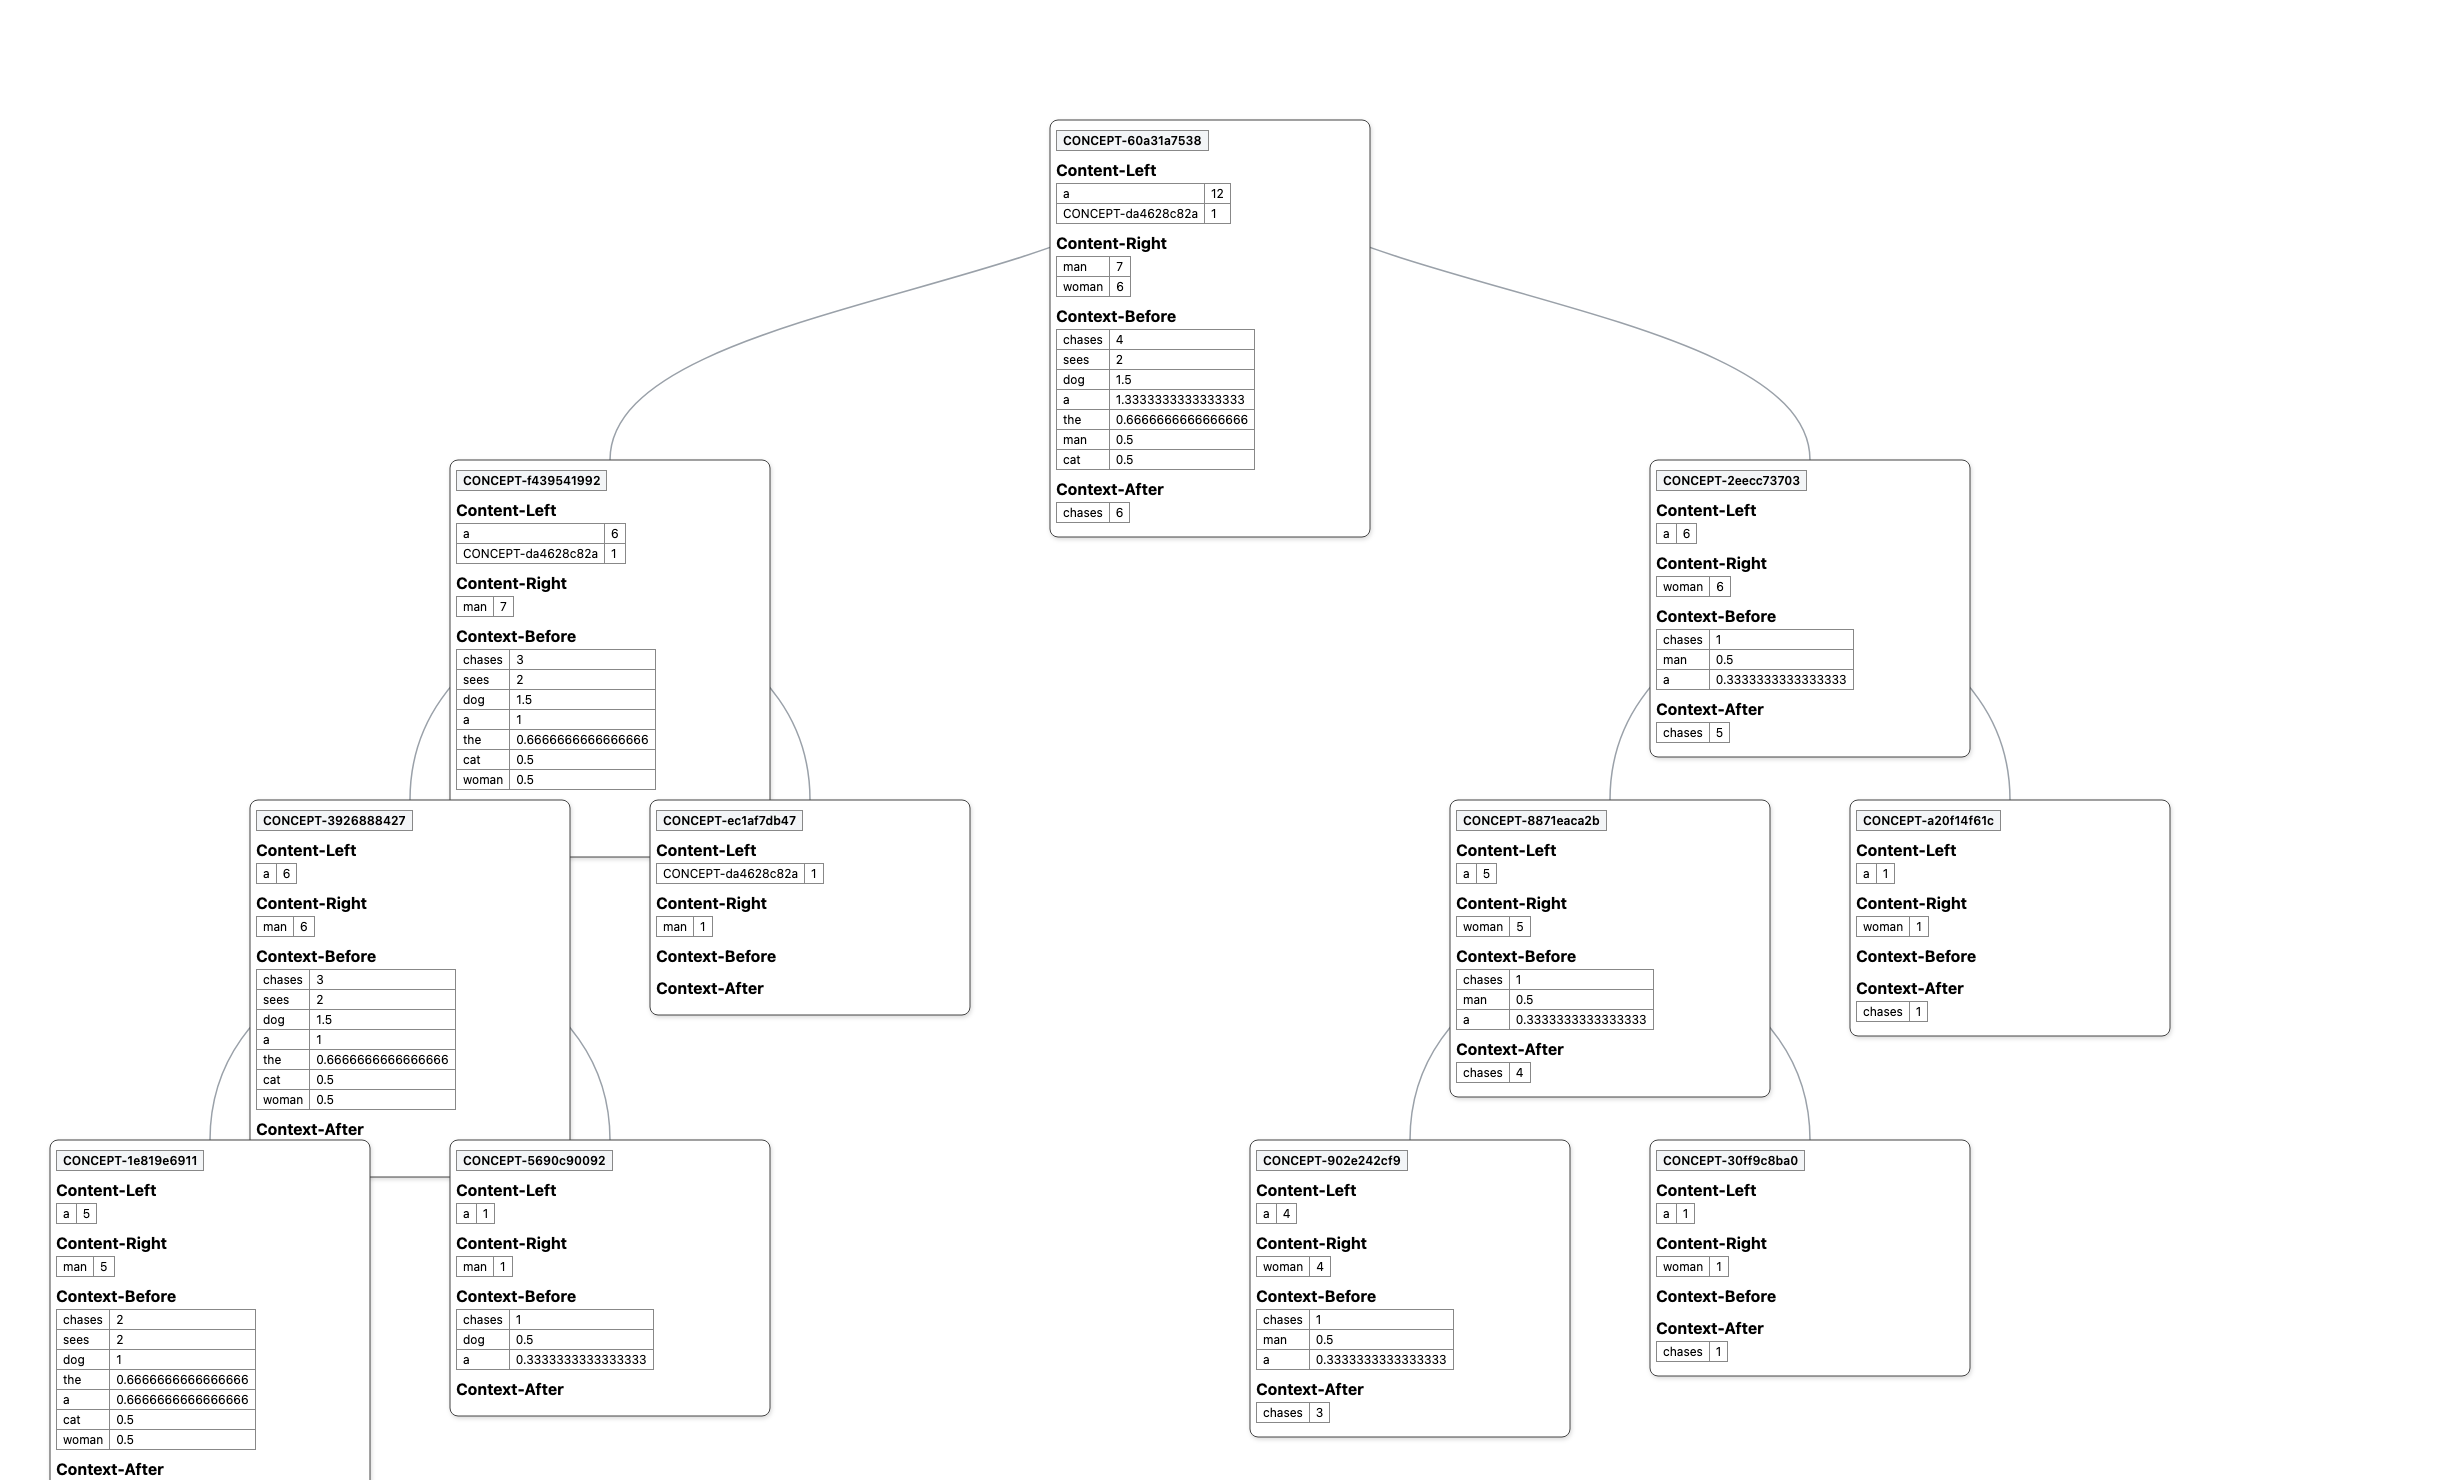 CONCEPT-60a31a7538
Content-Left
a 12
CONCEPT-da4628c82a 1
Content-Right
man 7
woman 6
Context-Before
chases 4
sees 2
dog 1.5
a 1.3333333333333333
the 0.6666666666666666
man 0.5
cat 0.5
Context-After
chases 6
CONCEPT-f439541992
Content-Left
a 6
CONCEPT-da4628c82a 1
Content-Right
man 7
Context-Before
chases 3
sees 2
dog 1.5
a 1
the 0.6666666666666666
cat 0.5
woman 0.5
CONCEPT-2eecc73703
Content-Left
a 6
Content-Right
woman 6
Context-Before
chases 1
man 0.5
a 0.3333333333333333
Context-After
chases 5
CONCEPT-3926888427
Content-Left
a 6
Content-Right
man 6
Context-Before
chases 3
sees 2
dog 1.5
a 1
the 0.6666666666666666
cat 0.5
woman 0.5
Context-After
CONCEPT-ec1af7db47
Content-Left
CONCEPT-da4628c82a 1
Content-Right
man 1
Context-Before
Context-After
CONCEPT-8871eaca2b
Content-Left
a 5
Content-Right
woman 5
Context-Before
chases 1
man 0.5
a 0.3333333333333333
Context-After
chases 4
CONCEPT-a20f14f61c
Content-Left
a 1
Content-Right
woman 1
Context-Before
Context-After
chases 1
CONCEPT-1e819e6911
Content-Left
a 5
Content-Right
man 5
Context-Before
chases 2
sees 2
dog 1
the 0.6666666666666666
a 0.6666666666666666
cat 0.5
woman 0.5
Context-After
CONCEPT-5690c90092
Content-Left
a 1
Content-Right
man 1
Context-Before
chases 1
dog 0.5
a 0.3333333333333333
Context-After
CONCEPT-902e242cf9
Content-Left
a 4
Content-Right
woman 4
Context-Before
chases 1
man 0.5
a 0.3333333333333333
Context-After
chases 3
CONCEPT-30ff9c8ba0
Content-Left
a 1
Content-Right
woman 1
Context-Before
Context-After
chases 1